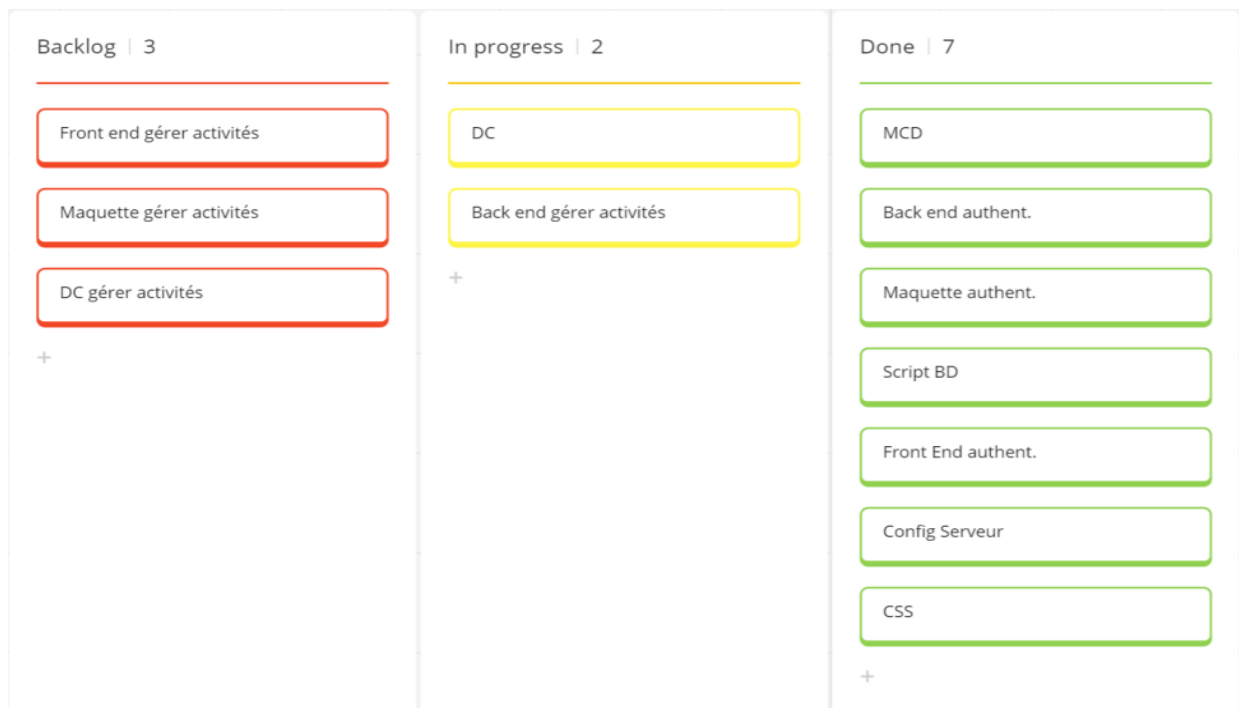 Backlog | 3
Front end gérer activités
Maquette gérer activités
DC gérer activités
+
In progress | 2
DC
Back end gérer activités
+
Done | 7
MCD
Back end authent.
Maquette authent.
Script BD
Front End authent.
Config Serveur
CSS
+